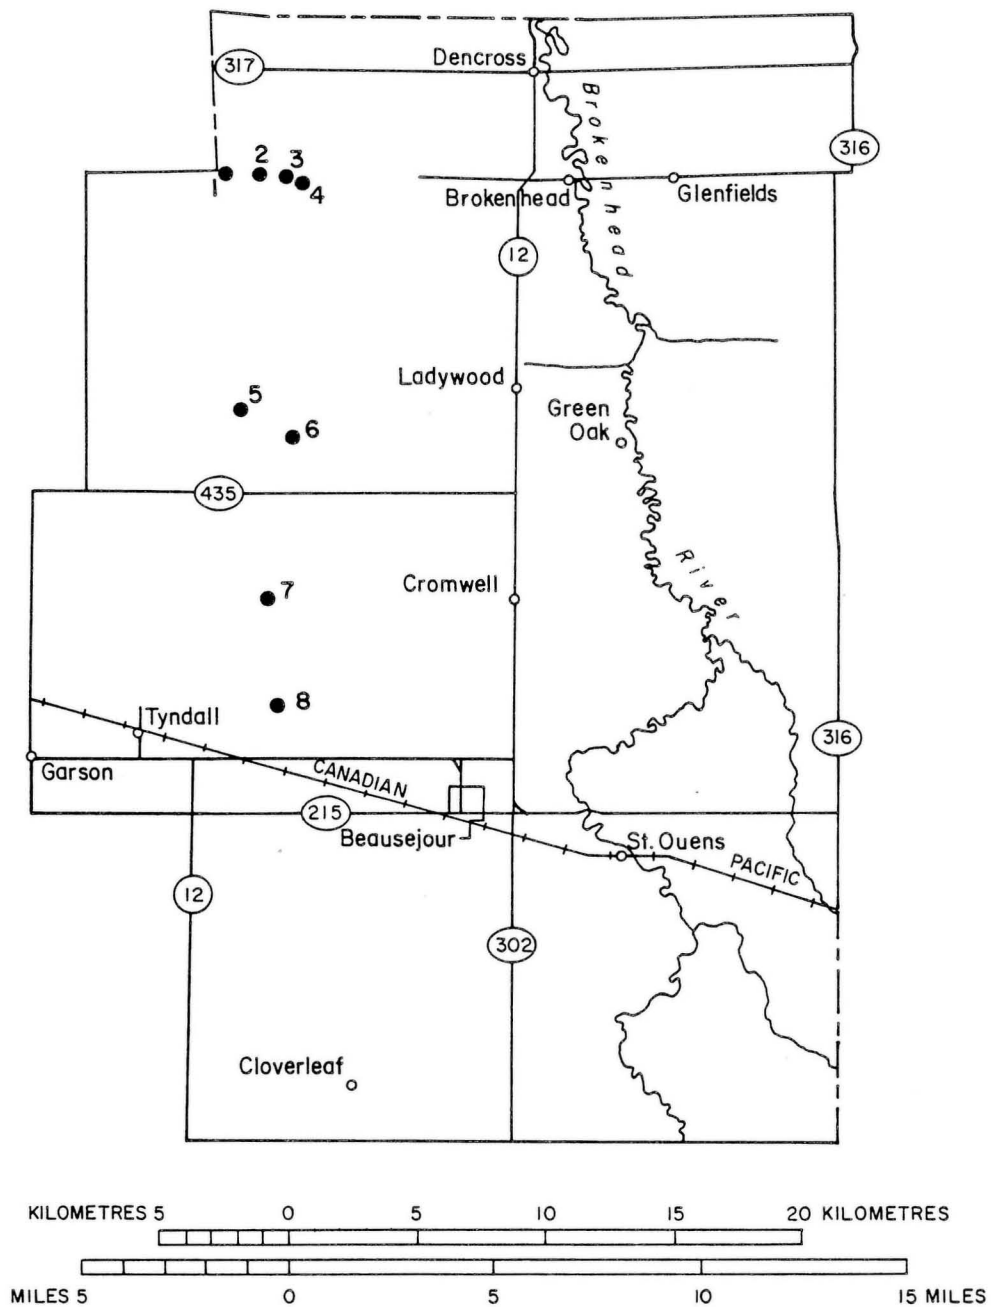 Dencross
317
Brokenhead
River
316
2
3
4
Brokenhead
Glenfields
12
Ladywood
5
6
Green
Oak
435
7
Cromwell
8
Tyndall
316
Garson
CANADIAN
PACIFIC
215
Beausejour
St. Ouens
12
302
Cloverleaf
KILOMETRES 5 0 5 10 15 20 KILOMETRES
MILES 5 0 5 10 15 MILES